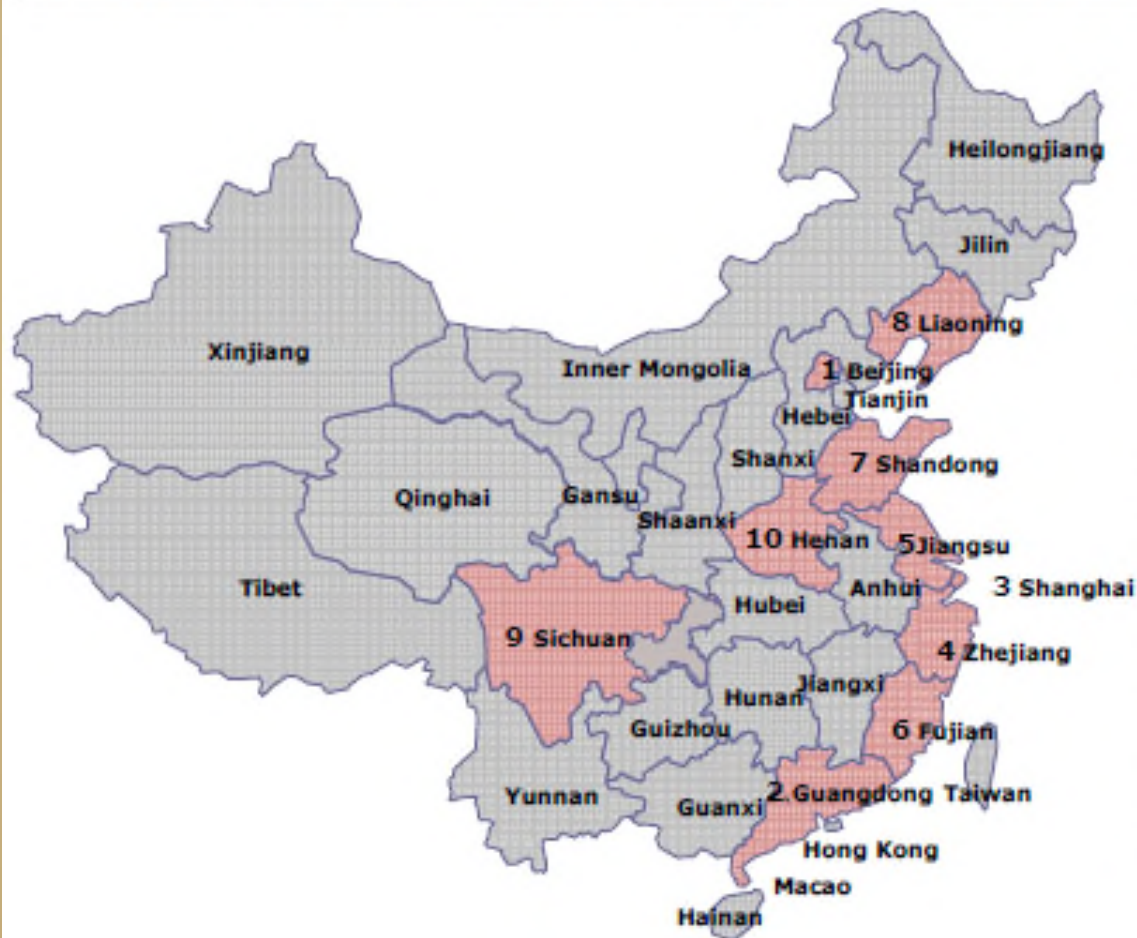 Heilongjiang
Jilin
8 Liaoning
Xinjiang
Inner Mongolia
1 Beijing
Tianjin
Hebei
Shanxi
7 Shandong
Qinghai
Gansu
Shaanxi
10 Henan
5 Jiangsu
Tibet
Anhui
3 Shanghai
Hubei
9 Sichuan
4 Zhejiang
Jiangxi
Hunan
Guizhou
6 Fujian
Yunnan
Guanxi
2 Guangdong
Taiwan
Hong Kong
Macao
Hainan